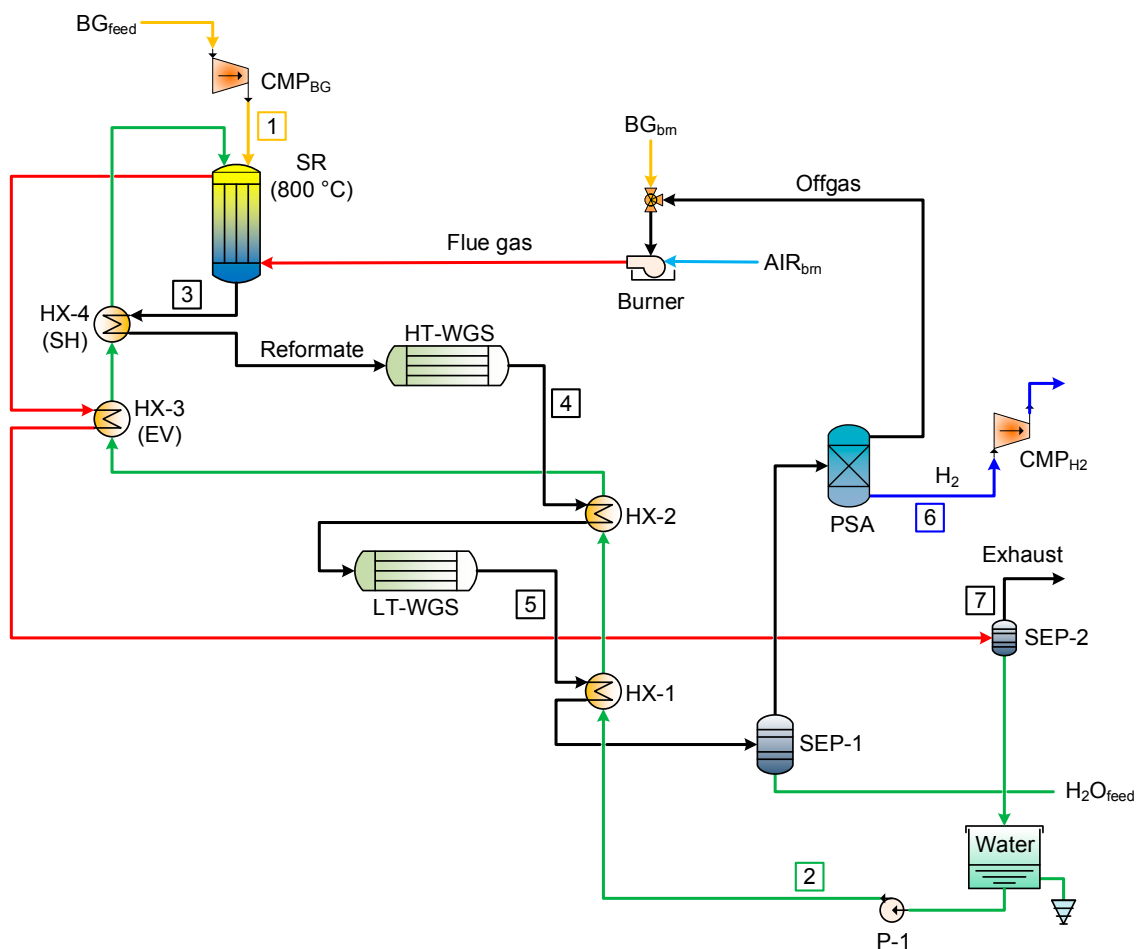 BGfeed
CMPBG
1
SR
(800 °C)
BGbrn
Offgas
Flue gas
AIRbrn
Burner
3
HX-4
(SH)
Reformate
HT-WGS
4
HX-3
(EV)
CMPH2
H2
PSA
6
HX-2
Exhaust
LT-WGS
5
7
SEP-2
HX-1
SEP-1
H2Ofeed
Water
2
P-1